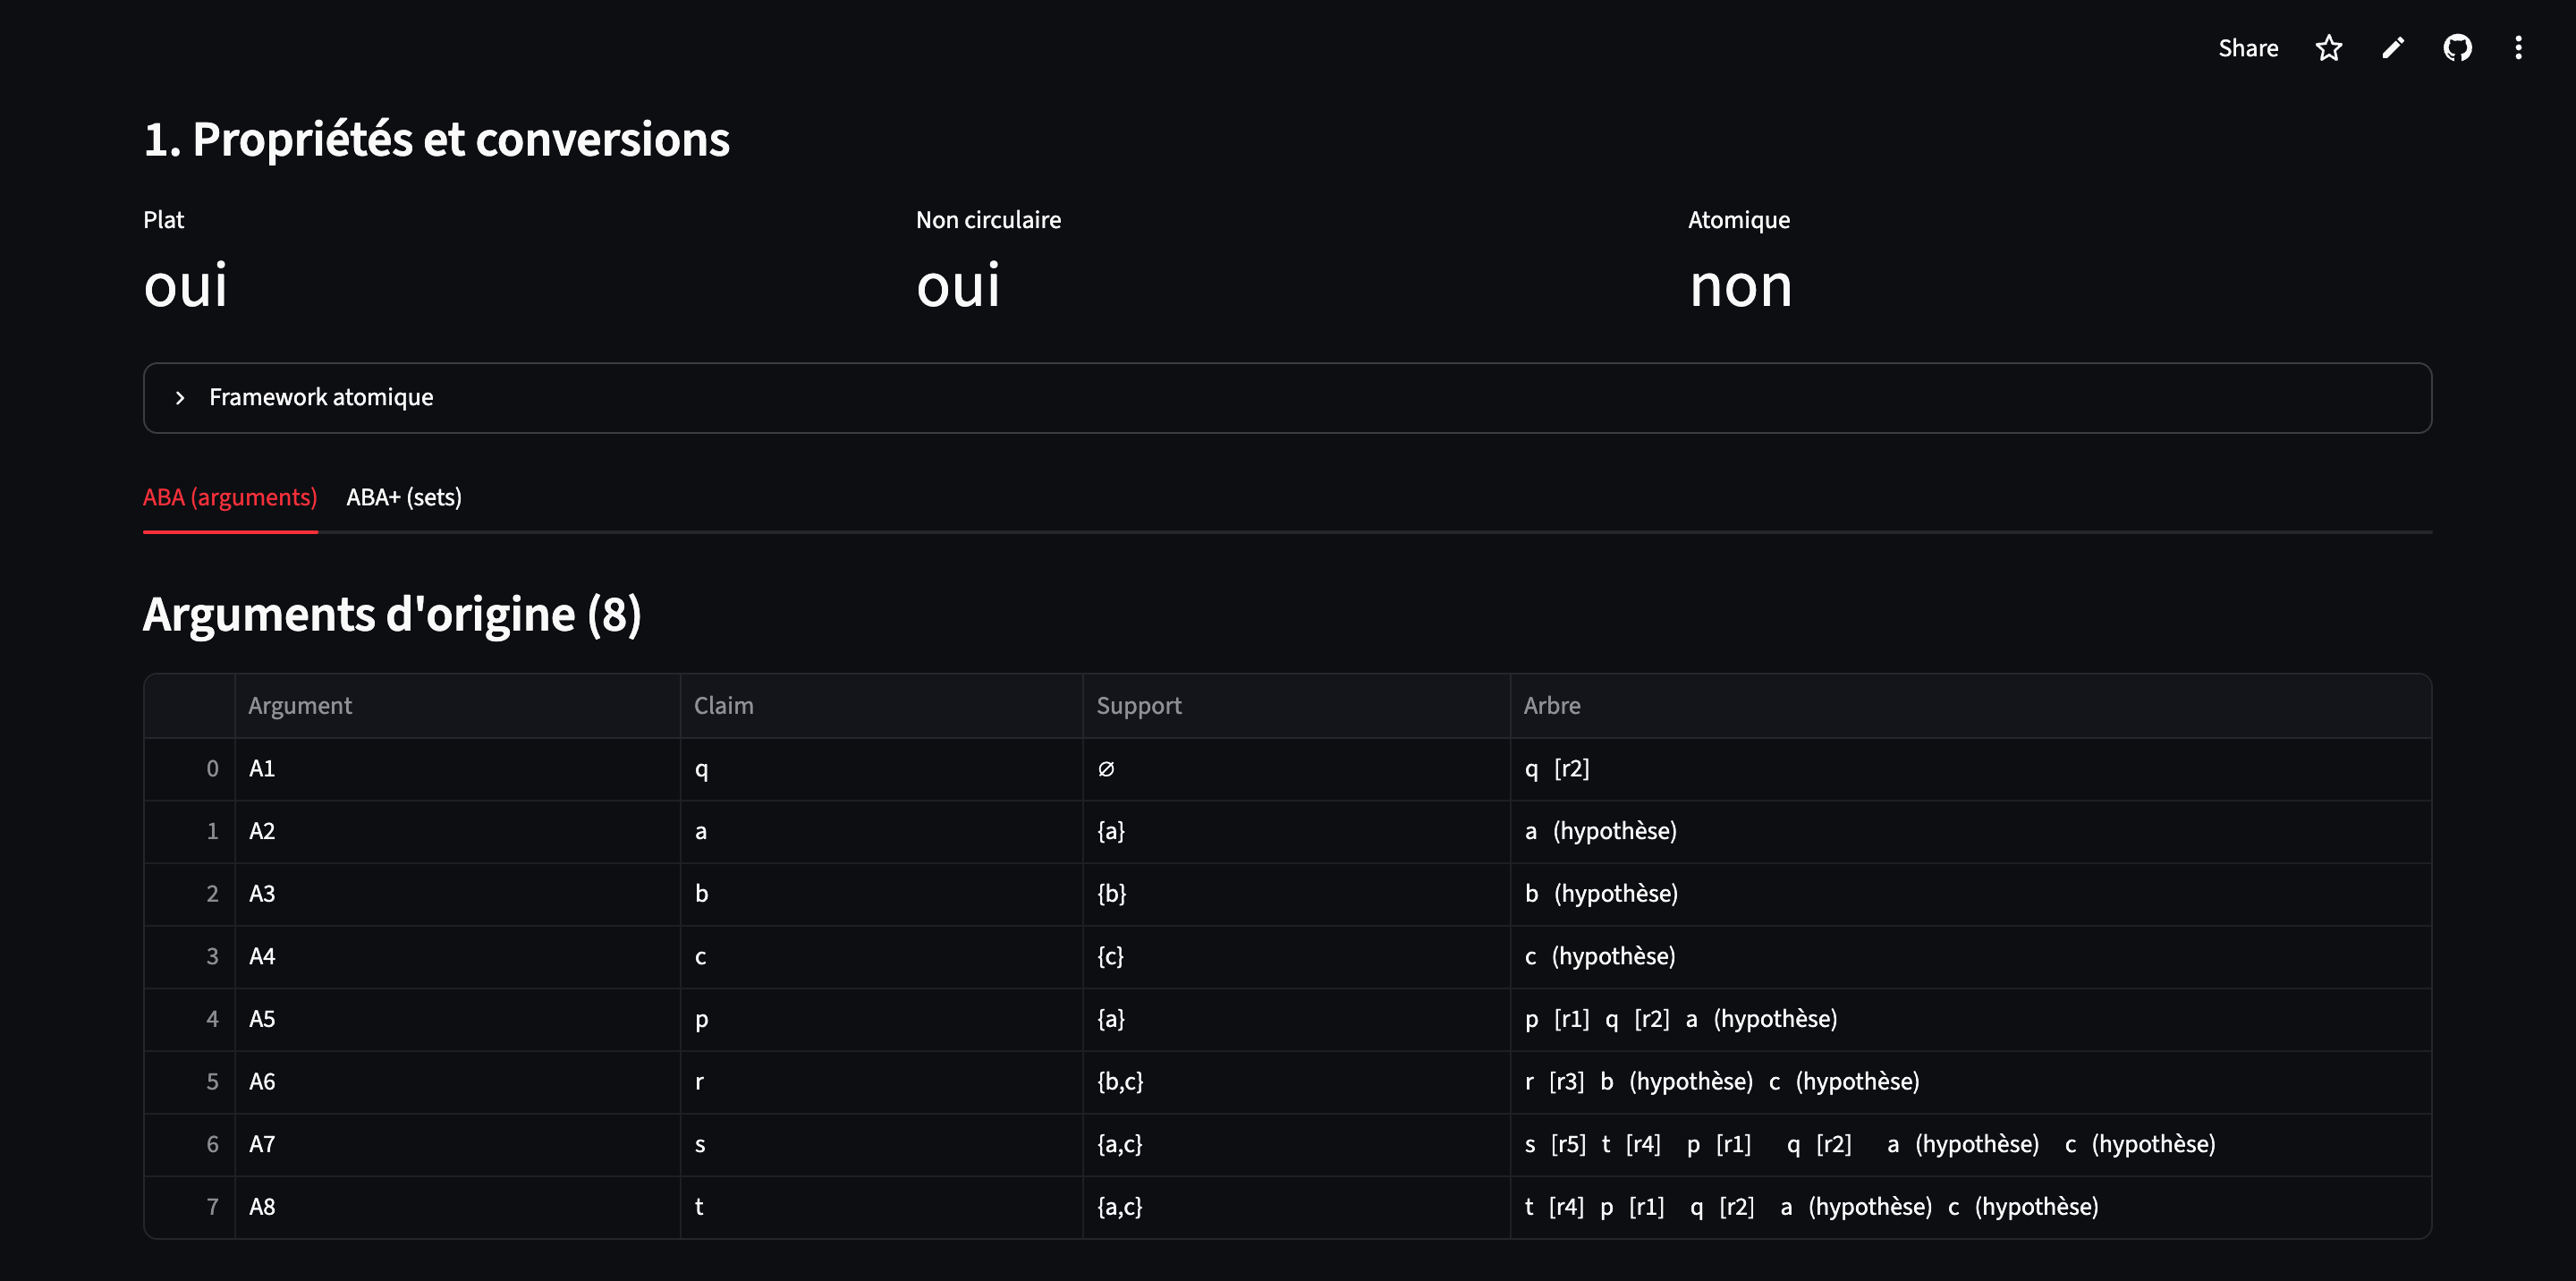 Share
1. Propriétés et conversions
Plat Non circulaire Atomique
oui oui non
Framework atomique
ABA (arguments) ABA+ (sets)
Arguments d'origine (8)
Argument Claim Support Arbre
0 A1 q ∅ q [r2]
1 A2 a {a} a (hypothèse)
2 A3 b {b} b (hypothèse)
3 A4 c {c} c (hypothèse)
4 A5 p {a} p [r1] q [r2] a (hypothèse)
5 A6 r {b,c} r [r3] b (hypothèse) c (hypothèse)
6 A7 s {a,c} s [r5] t [r4] p [r1] q [r2] a (hypothèse) c (hypothèse)
7 A8 t {a,c} t [r4] p [r1] q [r2] a (hypothèse) c (hypothèse)